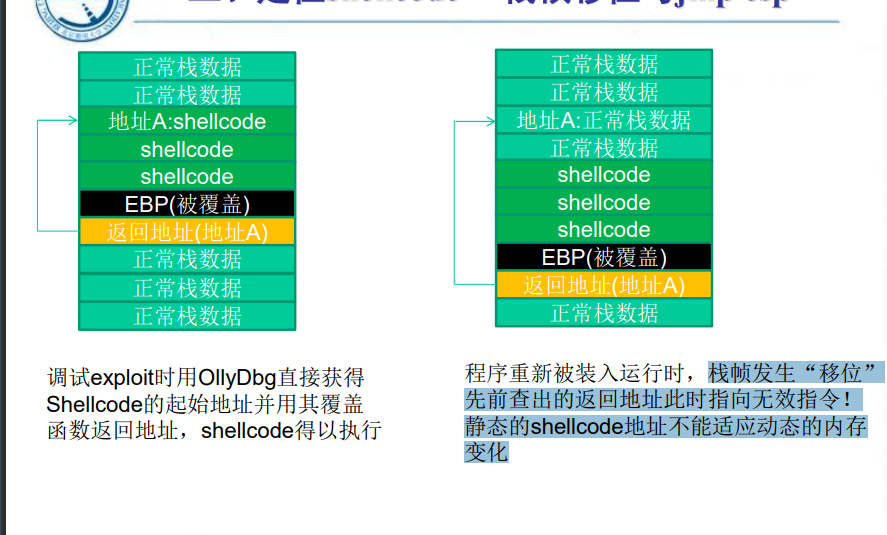 正常栈数据
正常栈数据
地址A:shellcode
shellcode
shellcode
EBP(被覆盖)
返回地址(地址A)
正常栈数据
正常栈数据
正常栈数据
调试exploit时用OllyDbg直接获得
Shellcode的起始地址并用其覆盖
函数返回地址，shellcode得以执行
正常栈数据
正常栈数据
地址A:正常栈数据
正常栈数据
shellcode
shellcode
shellcode
EBP(被覆盖)
返回地址(地址A)
正常栈数据
程序重新被装入运行时，栈帧发生“移位”
先前查出的返回地址此时指向无效指令！
静态的shellcode地址不能适应动态的内存
变化